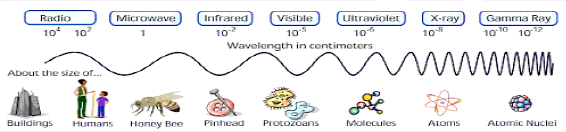 Radio Microwave Infrared Visible Ultraviolet X-ray Gamma Ray
10⁴ 10² 1 10⁻² 10⁻⁵ 10⁻⁶ 10⁻⁸ 10⁻¹⁰ 10⁻¹²
Wavelength in centimeters
About the size of...
Buildings Humans Honey Bee Pinhead Protozoans Molecules Atoms Atomic Nuclei